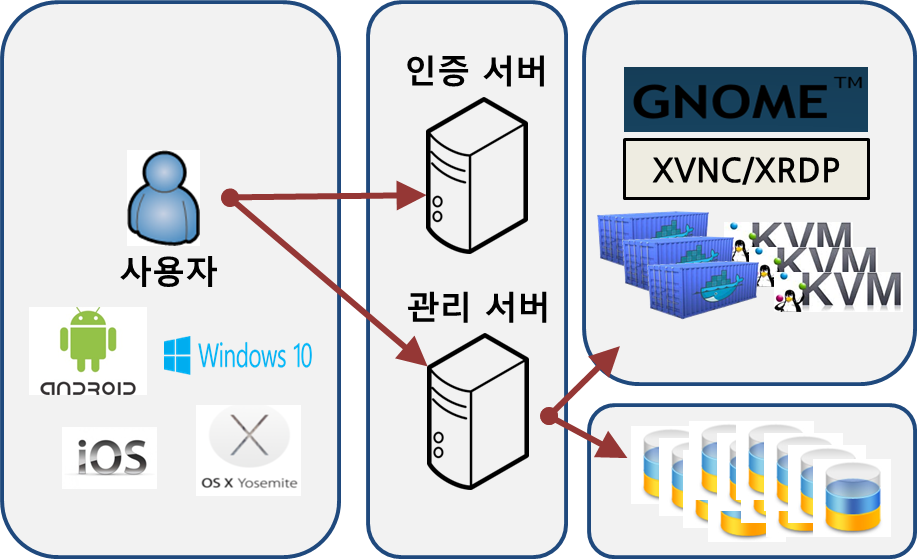 사용자
ANDROID
Windows 10
iOS
OS X Yosemite
인증 서버
관리 서버
GNOME™
XVNC/XRDP
KVM
KVM
KVM